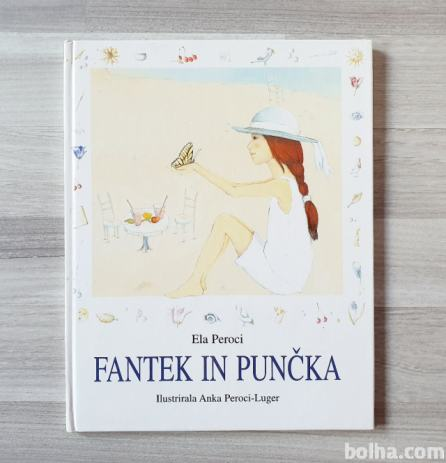 Ela Peroci
FANTEK IN PUNČKA
Ilustrirala Anka Peroci-Luger
bolha.com